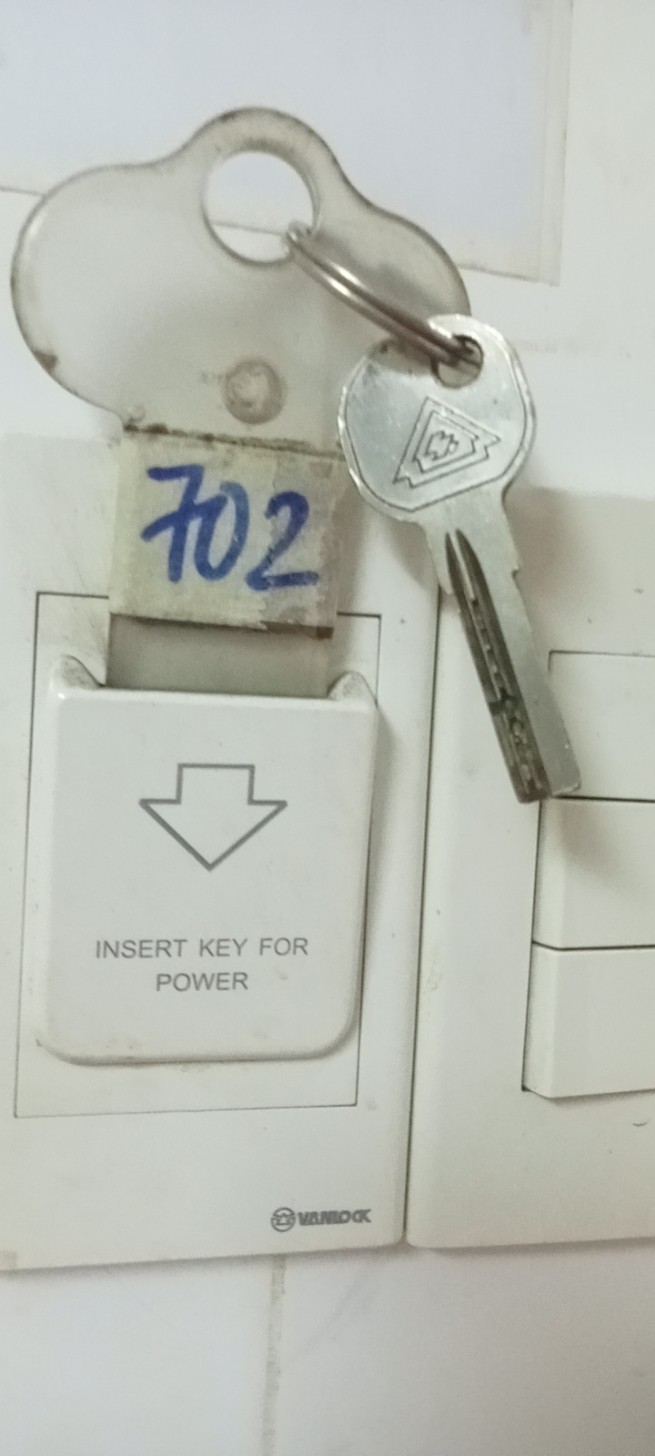 702
INSERT KEY FOR
POWER
VANLOCK